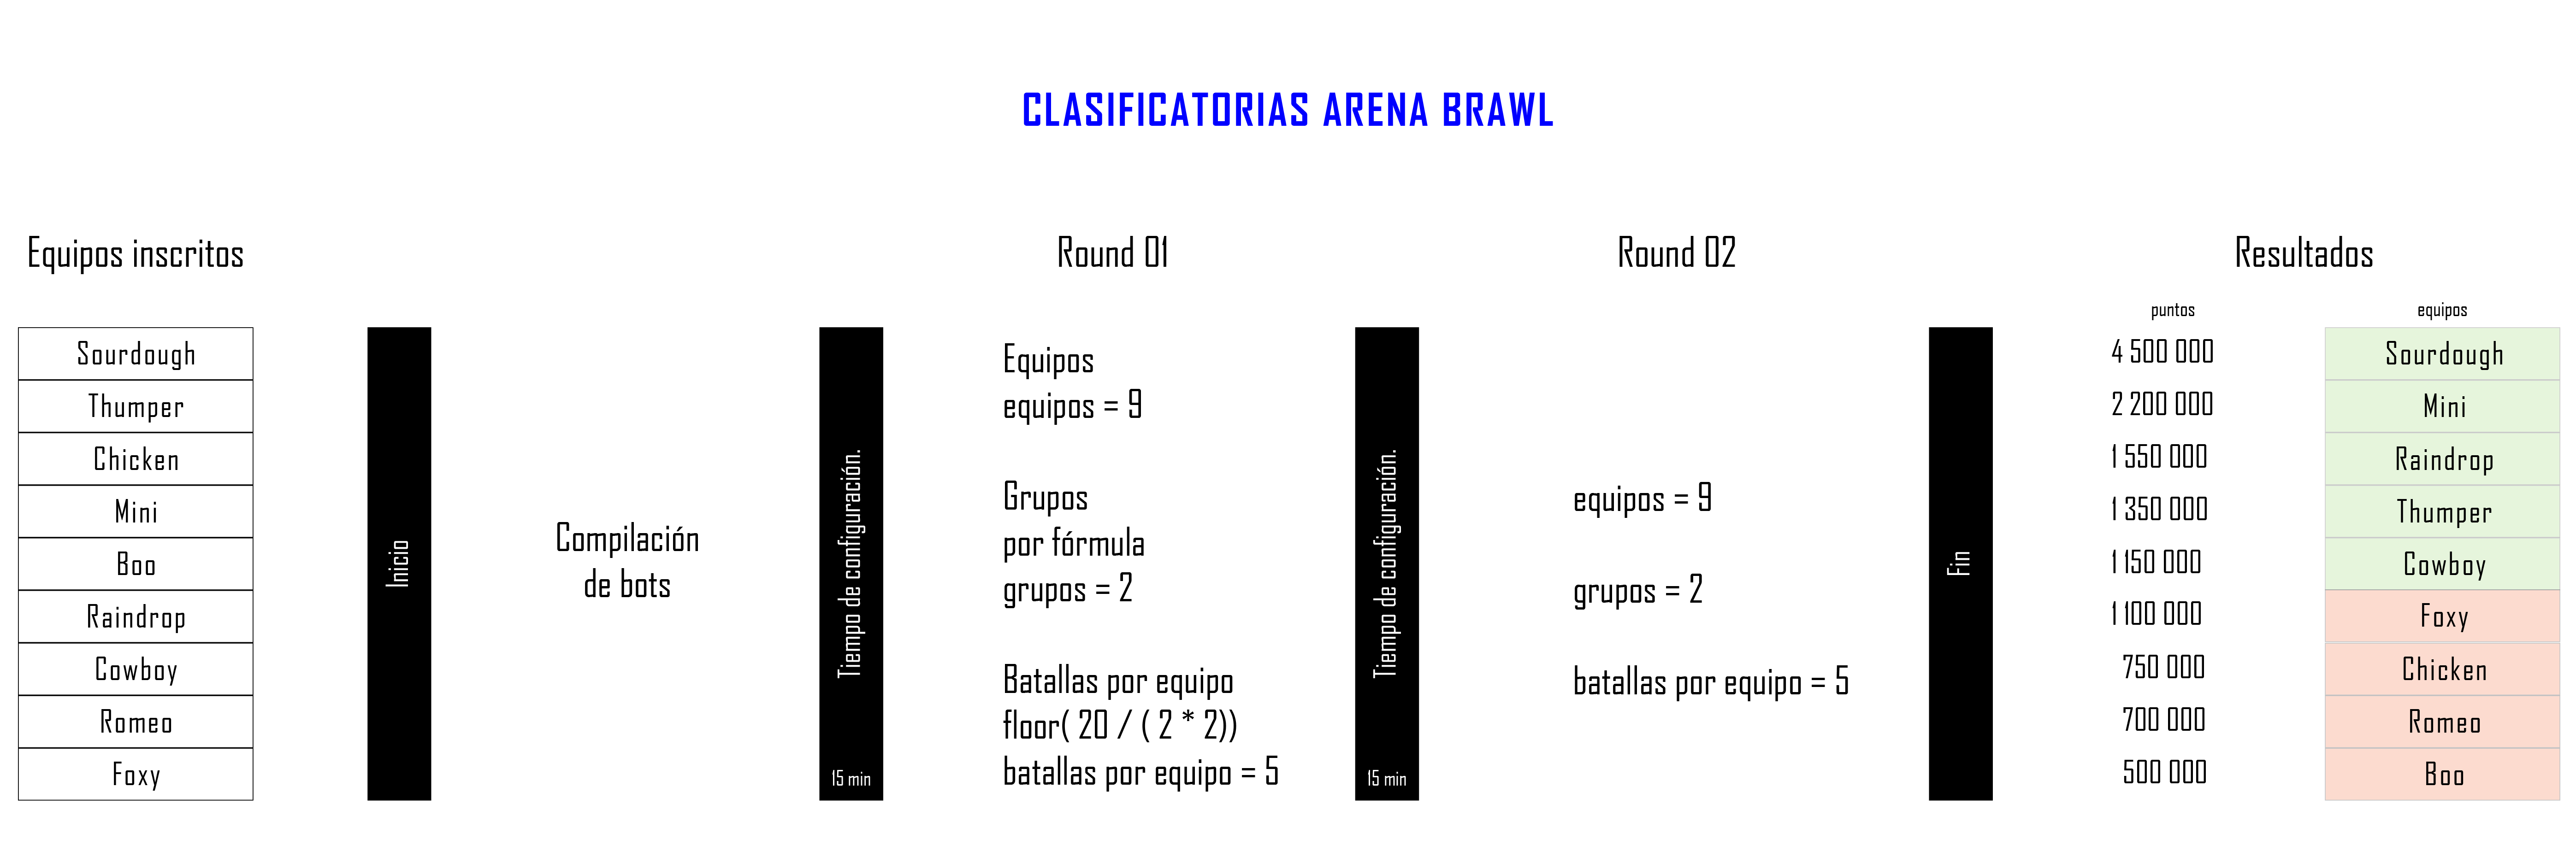 CLASIFICATORIAS ARENA BRAWL
Equipos inscritos
Sourdough
Thumper
Chicken
Mini
Boo
Raindrop
Cowboy
Romeo
Foxy
Inicio
Compilación
de bots
Tiempo de configuración.
15 min
Round 01
Equipos
equipos = 9
Grupos
por fórmula
grupos = 2
Batallas por equipo
floor( 20 / ( 2 * 2))
batallas por equipo = 5
Tiempo de configuración.
15 min
Round 02
equipos = 9
grupos = 2
batallas por equipo = 5
Fin
Resultados
puntos equipos
4 500 000 Sourdough
2 200 000 Mini
1 550 000 Raindrop
1 350 000 Thumper
1 150 000 Cowboy
1 100 000 Foxy
750 000 Chicken
700 000 Romeo
500 000 Boo